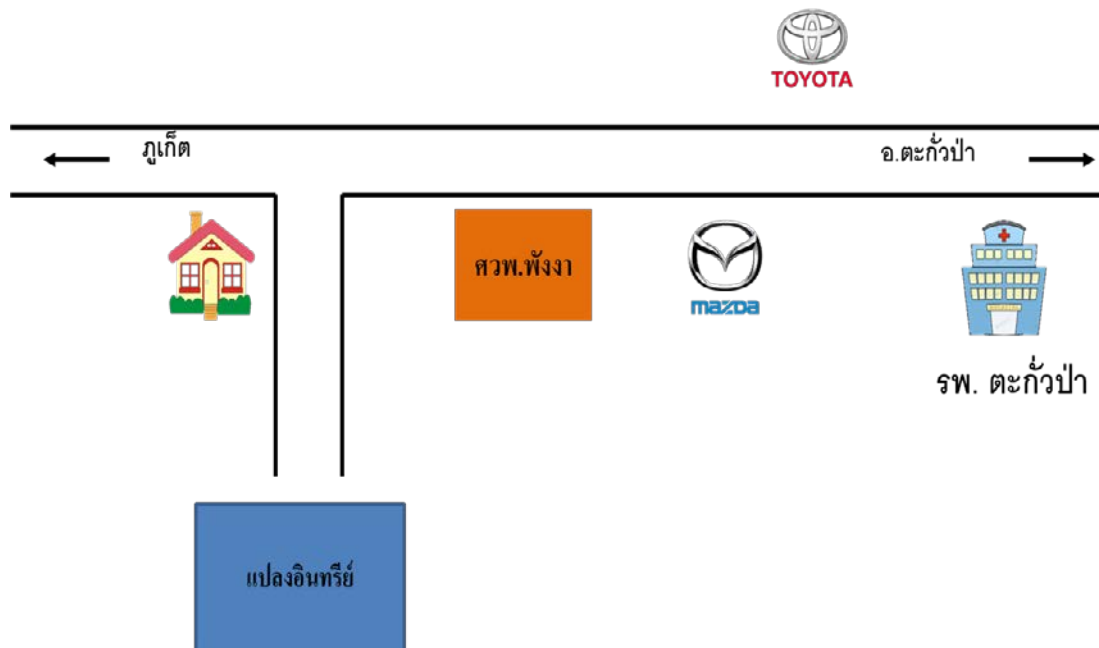 TOYOTA
ภูเก็ต
อ.ตะกั่วป่า
ศวพ.พังงา
mazda
รพ. ตะกั่วป่า
แปลงอินทรีย์